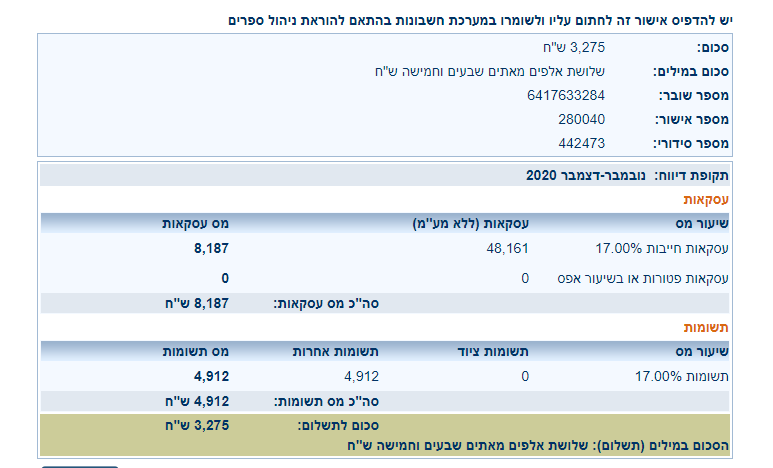 יש להדפיס אישור זה לחתום עליו ולשומרו במערכת חשבונות בהתאם להוראת ניהול ספרים
סכום: 3,275 ש"ח
סכום במילים: שלושת אלפים מאתים שבעים וחמישה ש"ח
מספר שובר: 6417633284
מספר אישור: 280040
מספר סידורי: 442473
תקופת דיווח: נובמבר-דצמבר 2020
עסקאות
שיעור מס עסקאות (ללא מע"מ) מס עסקאות
עסקאות חייבות 17.00% 48,161 8,187
עסקאות פטורות או בשיעור אפס 0 0
סה"כ מס עסקאות: 8,187 ש"ח
תשומות
שיעור מס תשומות ציוד תשומות אחרות מס תשומות
תשומות 17.00% 0 4,912 4,912
סה"כ מס תשומות: 4,912 ש"ח
סכום לתשלום: 3,275 ש"ח
הסכום במילים (תשלום): שלושת אלפים מאתים שבעים וחמישה ש"ח